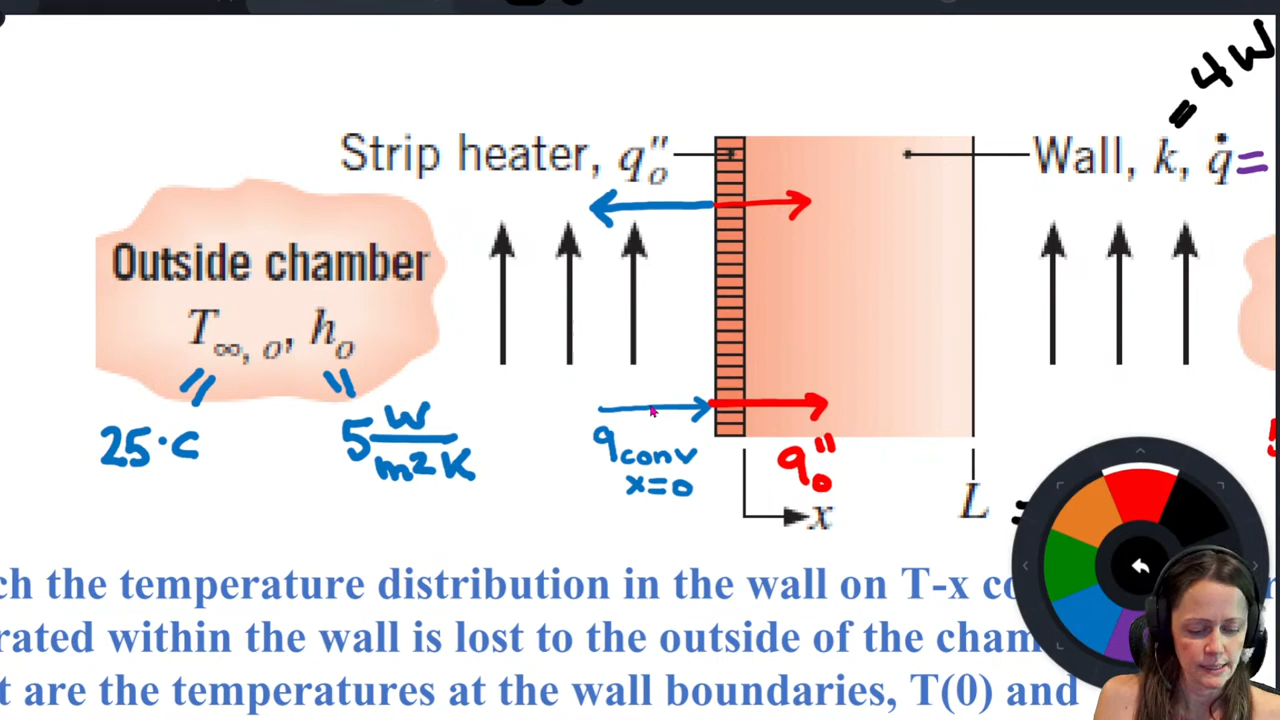 = 4W
Strip heater, q″ₒ
Wall, k, q̇ =
Outside chamber
T∞, o, hₒ
25°C
5 W/m²K
qconv
x=0
q″₀
x
L =
ch the temperature distribution in the wall on T-x co
rated within the wall is lost to the outside of the cham
t are the temperatures at the wall boundaries, T(0) and